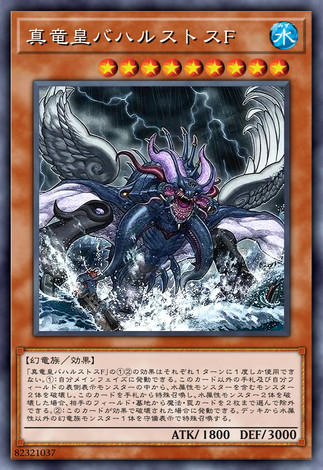 真竜皇バハルストスF
水
【幻竜族／効果】
「真竜皇バハルストスF」の①②の効果はそれぞれ１ターンに１度しか使用で
きない。①：自分メインフェイズに発動できる。このカード以外の手札及び自分フ
ィールドの表側表示モンスターの中から、水属性モンスターを含むモンスター
２体を破壊し、このカードを手札から特殊召喚し、水属性モンスター２体を破
壊した場合、相手のフィールド・墓地から魔法・罠カードを２枚まで選んで除外
できる。②：このカードが効果で破壊された場合に発動できる。デッキから水属
性以外の幻竜族モンスター１体を守備表示で特殊召喚する。
ATK/ 1800 DEF/3000
82321037